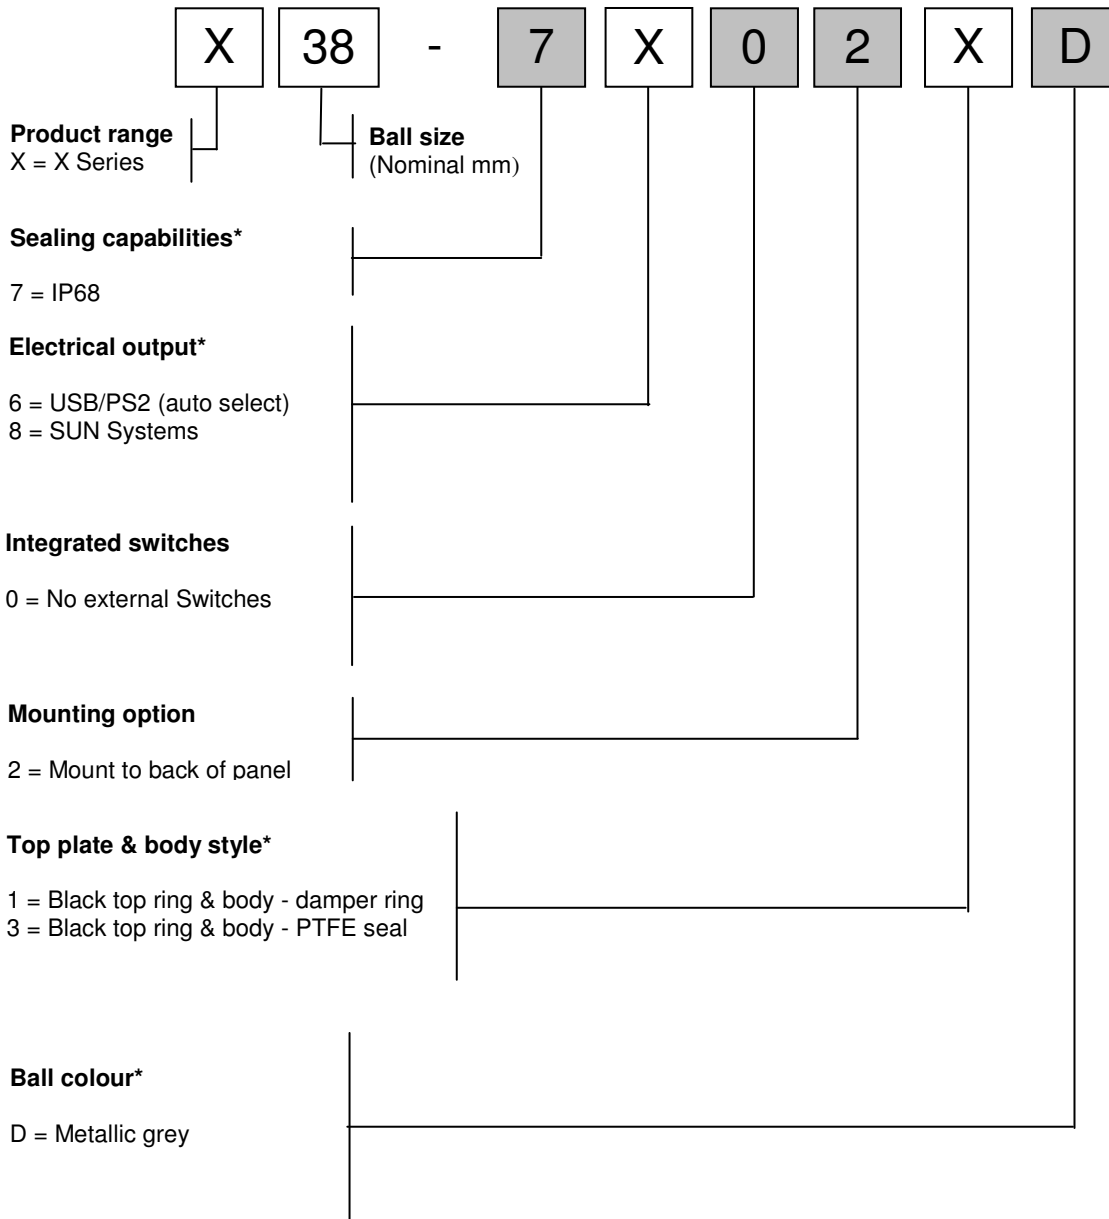 X 38 - 7 X 0 2 X D
Product range
X = X Series
Ball size
(Nominal mm)
Sealing capabilities*
7 = IP68
Electrical output*
6 = USB/PS2 (auto select)
8 = SUN Systems
Integrated switches
0 = No external Switches
Mounting option
2 = Mount to back of panel
Top plate & body style*
1 = Black top ring & body - damper ring
3 = Black top ring & body - PTFE seal
Ball colour*
D = Metallic grey